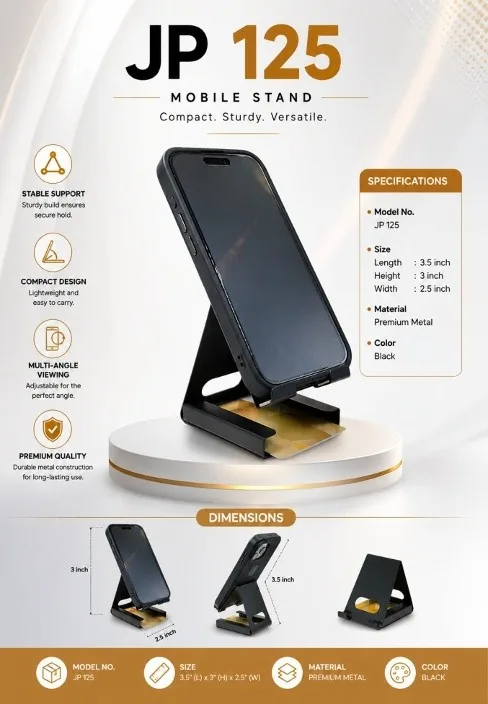 JP 125
MOBILE STAND
Compact. Sturdy. Versatile.
STABLE SUPPORT
Sturdy build ensures
secure hold.
COMPACT DESIGN
Lightweight and
easy to carry.
MULTI-ANGLE
VIEWING
Adjustable for the
perfect angle.
PREMIUM QUALITY
Durable metal construction
for long-lasting use.
SPECIFICATIONS
• Model No.
JP 125
• Size
Length : 3.5 inch
Height : 3 inch
Width : 2.5 inch
• Material
Premium Metal
• Color
Black
DIMENSIONS
3 inch
2.5 inch
3.5 inch
MODEL NO.
JP 125
SIZE
3.5" (L) x 3" (H) x 2.5" (W)
MATERIAL
PREMIUM METAL
COLOR
BLACK